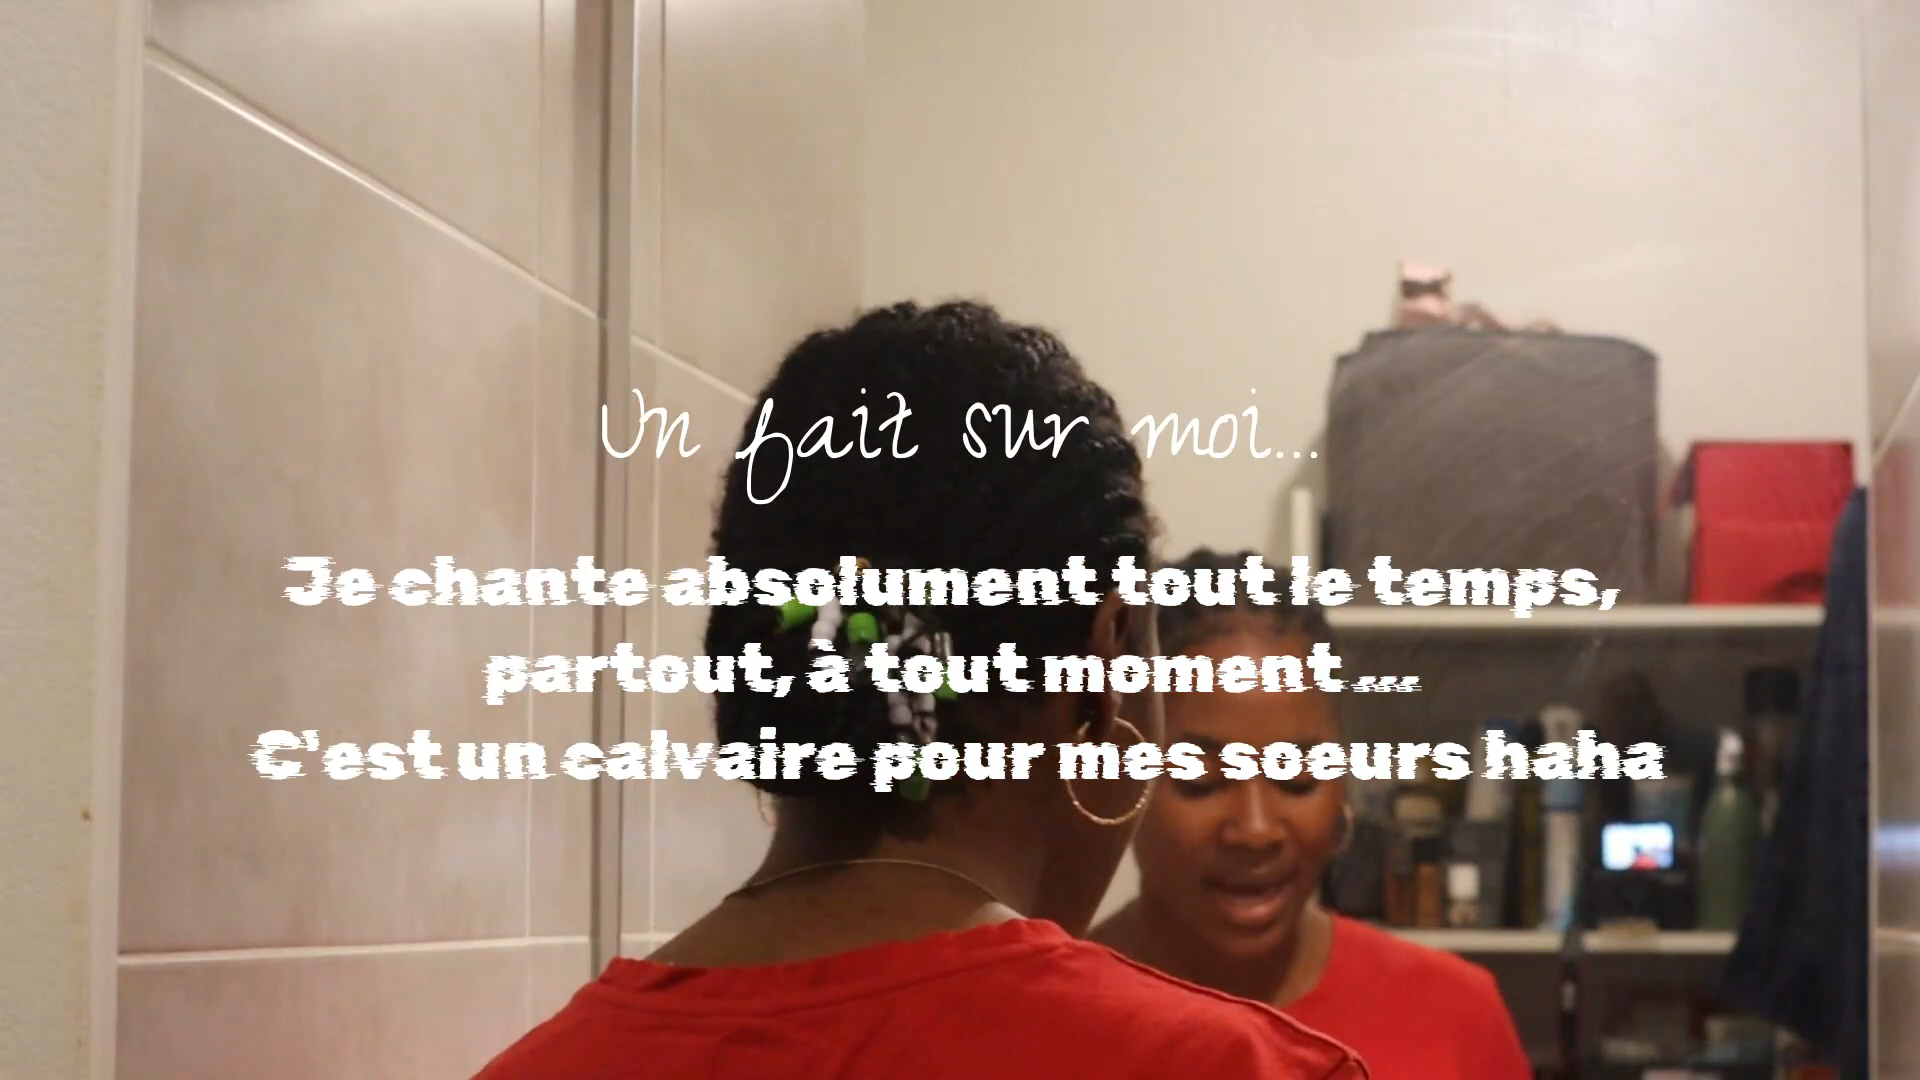 Un fait sur moi...
Je chante absolument tout le temps,
partout, à tout moment...
C'est un calvaire pour mes soeurs haha